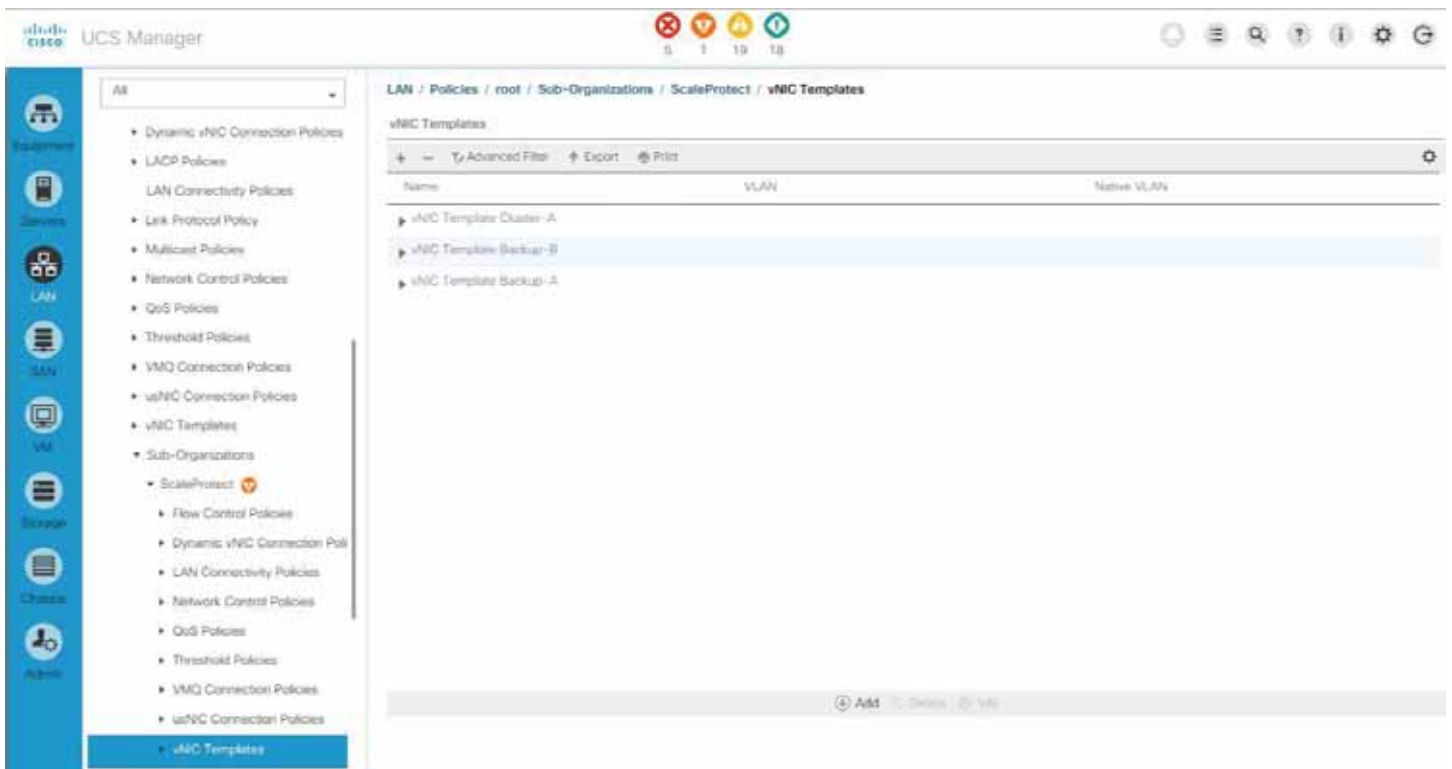 cisco UCS Manager
5 1 19 18
Equipment
Servers
LAN
SAN
VM
Storage
Chassis
Admin
All
Dynamic vNIC Connection Policies
LACP Policies
LAN Connectivity Policies
Link Protocol Policy
Multicast Policies
Network Control Policies
QoS Policies
Threshold Policies
VMQ Connection Policies
usNIC Connection Policies
vNIC Templates
Sub-Organizations
ScaleProtect
Flow Control Policies
Dynamic vNIC Connection Poli
LAN Connectivity Policies
Network Control Policies
QoS Policies
Threshold Policies
VMQ Connection Policies
usNIC Connection Policies
vNIC Templates
LAN / Policies / root / Sub-Organizations / ScaleProtect / vNIC Templates
vNIC Templates
+ − Advanced Filter Export Print
Name VLAN Native VLAN
vNIC Template Cluster-A
vNIC Template Backup-B
vNIC Template Backup-A
Add Delete Info